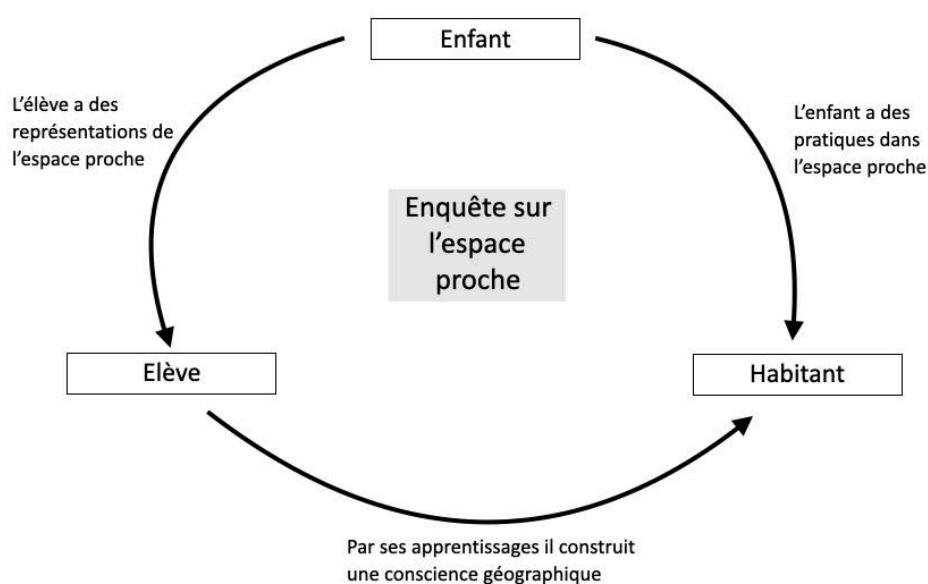 Enfant
L'élève a des
représentations de
l'espace proche
L'enfant a des
pratiques dans
l'espace proche
Enquête sur
l'espace
proche
Elève
Habitant
Par ses apprentissages il construit
une conscience géographique